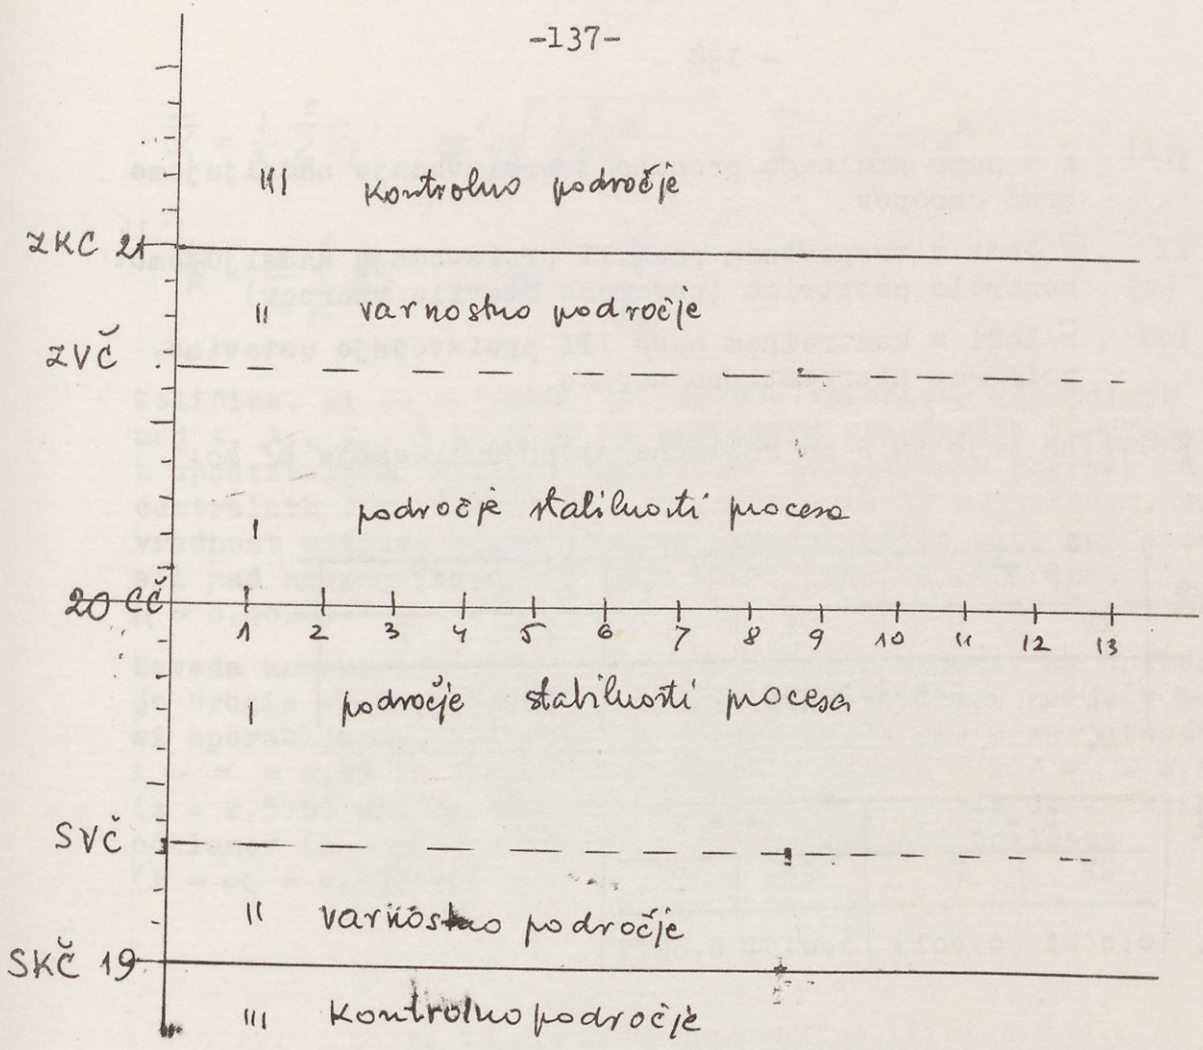 -137-
III kontrolno področje
ZKC 21
II varnostno področje
ZVČ
I področje stabilnosti procesa
20 CČ
1 2 3 4 5 6 7 8 9 10 11 12 13
I področje stabilnosti procesa
SVČ
II varnostno področje
SKČ 19
III kontrolno področje